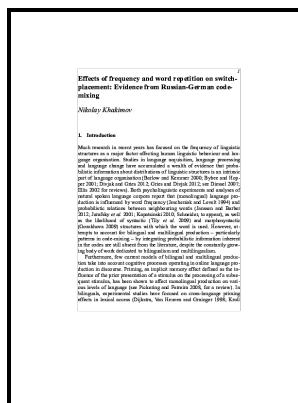 1
Effects of frequency and word repetition on switch-
placement: Evidence from Russian-German code-
mixing
Nikolay Khakimov
1. Introduction
Much research in recent years has focused on the frequency of linguistic
structures as a major factor affecting human linguistic behaviour and lan-
guage organisation. Studies in language acquisition, language processing
and language change have accumulated a wealth of evidence that proba-
bilistic information about distributions of linguistic structures is an intrinsic
part of language organisation (Barlow and Kemmer 2000; Bybee and Hop-
per 2001; Divjak and Gries 2012; Gries and Divjak 2012; see Diessel 2007;
Ellis 2002 for reviews). Both psycholinguistic experiments and analyses of
natural spoken language corpora report that (monolingual) language pro-
duction is influenced by word frequency (Jescheniak and Levelt 1994) and
probabilistic relations between neighbouring words (Janssen and Barber
2012; Jurafsky et al. 2001; Kapatsinski 2010; Schneider, to appear), as well
as the likelihood of syntactic (Tily et al. 2009) and morphosyntactic
(Gurzhkova 2009) structures with which the word is used. However, at-
tempts to account for bilingual and multilingual production – particularly
patterns in code-mixing – by integrating probabilistic information inherent
in the codes are still absent from the literature, despite the constantly grow-
ing body of work dedicated to bilingualism and multilingualism.
Furthermore, few current models of bilingual and multilingual produc-
tion take into account cognitive processes operating in online language pro-
duction in discourse. Priming, an implicit memory effect defined as the in-
fluence of the prior presentation of a stimulus on the processing of a subse-
quent stimulus, has been shown to affect monolingual production on vari-
ous levels of language (see Pickering and Ferreira 2008, for a review). In
bilinguals, experimental studies have focused on cross-language priming
effects in lexical access (Dijkstra, Van Heuven and Grainger 1998; Kroll